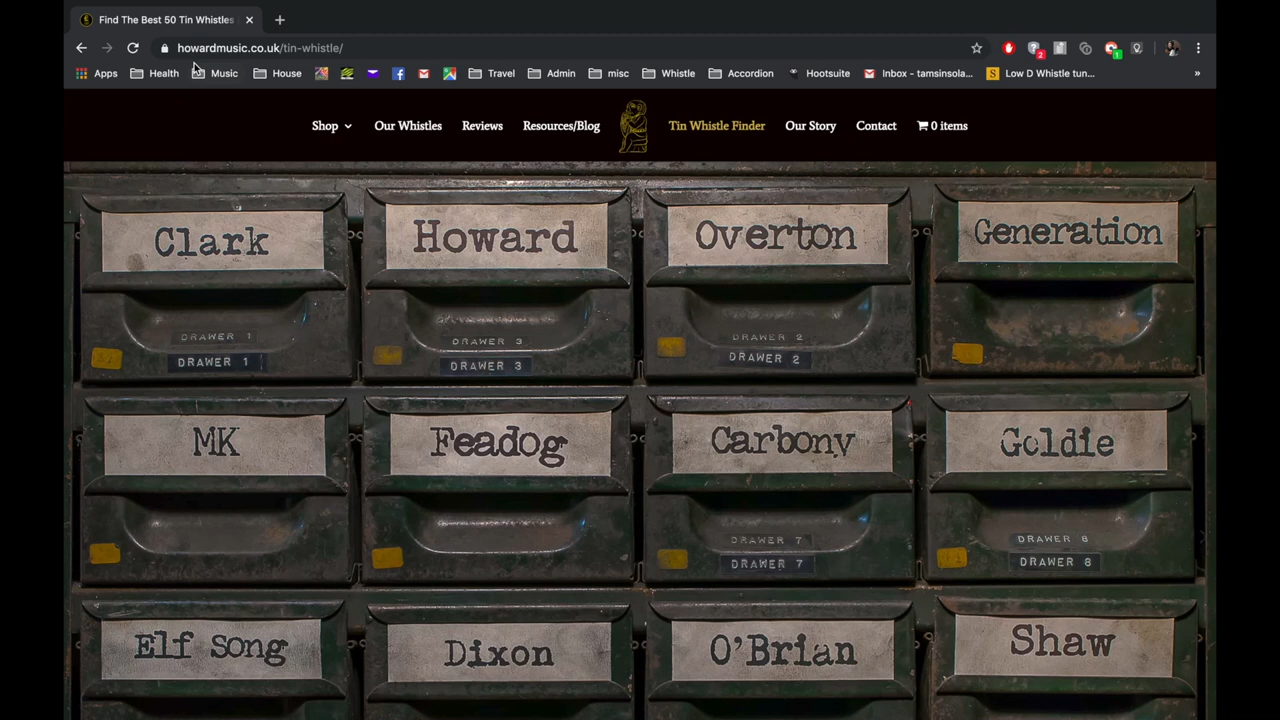 Find The Best 50 Tin Whistles
howardmusic.co.uk/tin-whistle/
2
1
Apps Health Music House Travel Admin misc Whistle Accordion Hootsuite Inbox - tamsinsola... S Low D Whistle tun... »
Shop Our Whistles Reviews Resources/Blog Tin Whistle Finder Our Story Contact 0 items
Clark Howard Overton Generation
DRAWER 1 DRAWER 3 DRAWER 2
DRAWER 1 DRAWER 3 DRAWER 2
MK Feadog Carbony Goldie
DRAWER 7 DRAWER 8
DRAWER 7 DRAWER 8
Elf Song Dixon O'Brian Shaw